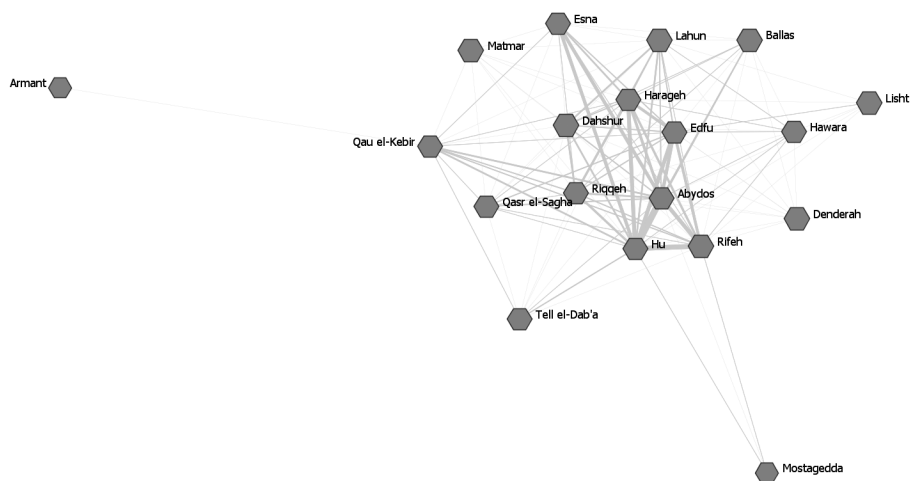 Esna
Lahun
Ballas
Matmar
Armant
Harageh
Lisht
Dahshur
Edfu
Hawara
Qau el-Kebir
Riqqeh
Abydos
Qasr el-Sagha
Denderah
Hu
Rifeh
Tell el-Dab'a
Mostagedda